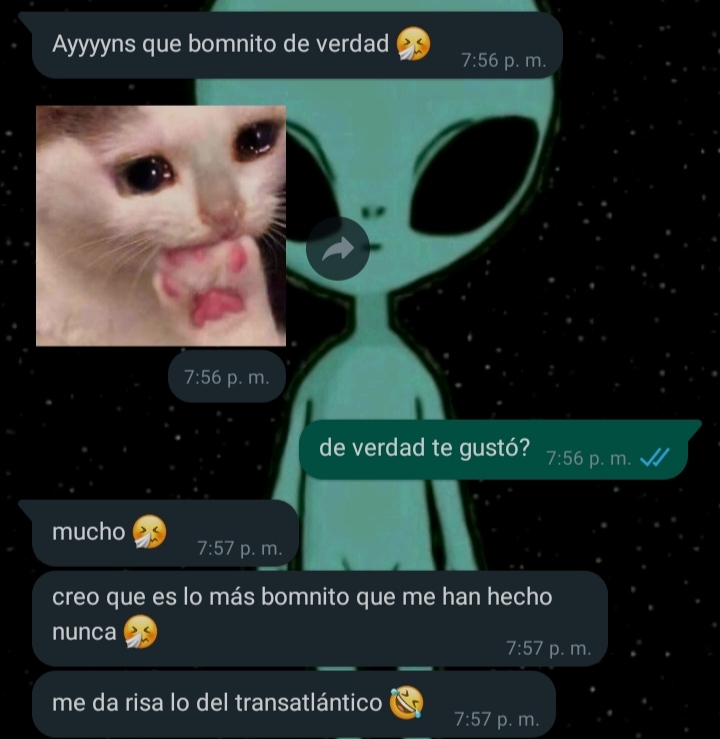 Ayyyyns que bomnito de verdad 🤧 7:56 p. m.
7:56 p. m.
de verdad te gustó? 7:56 p. m.
mucho 🤧 7:57 p. m.
creo que es lo más bomnito que me han hecho
nunca 🤧 7:57 p. m.
me da risa lo del transatlántico 🤣 7:57 p. m.